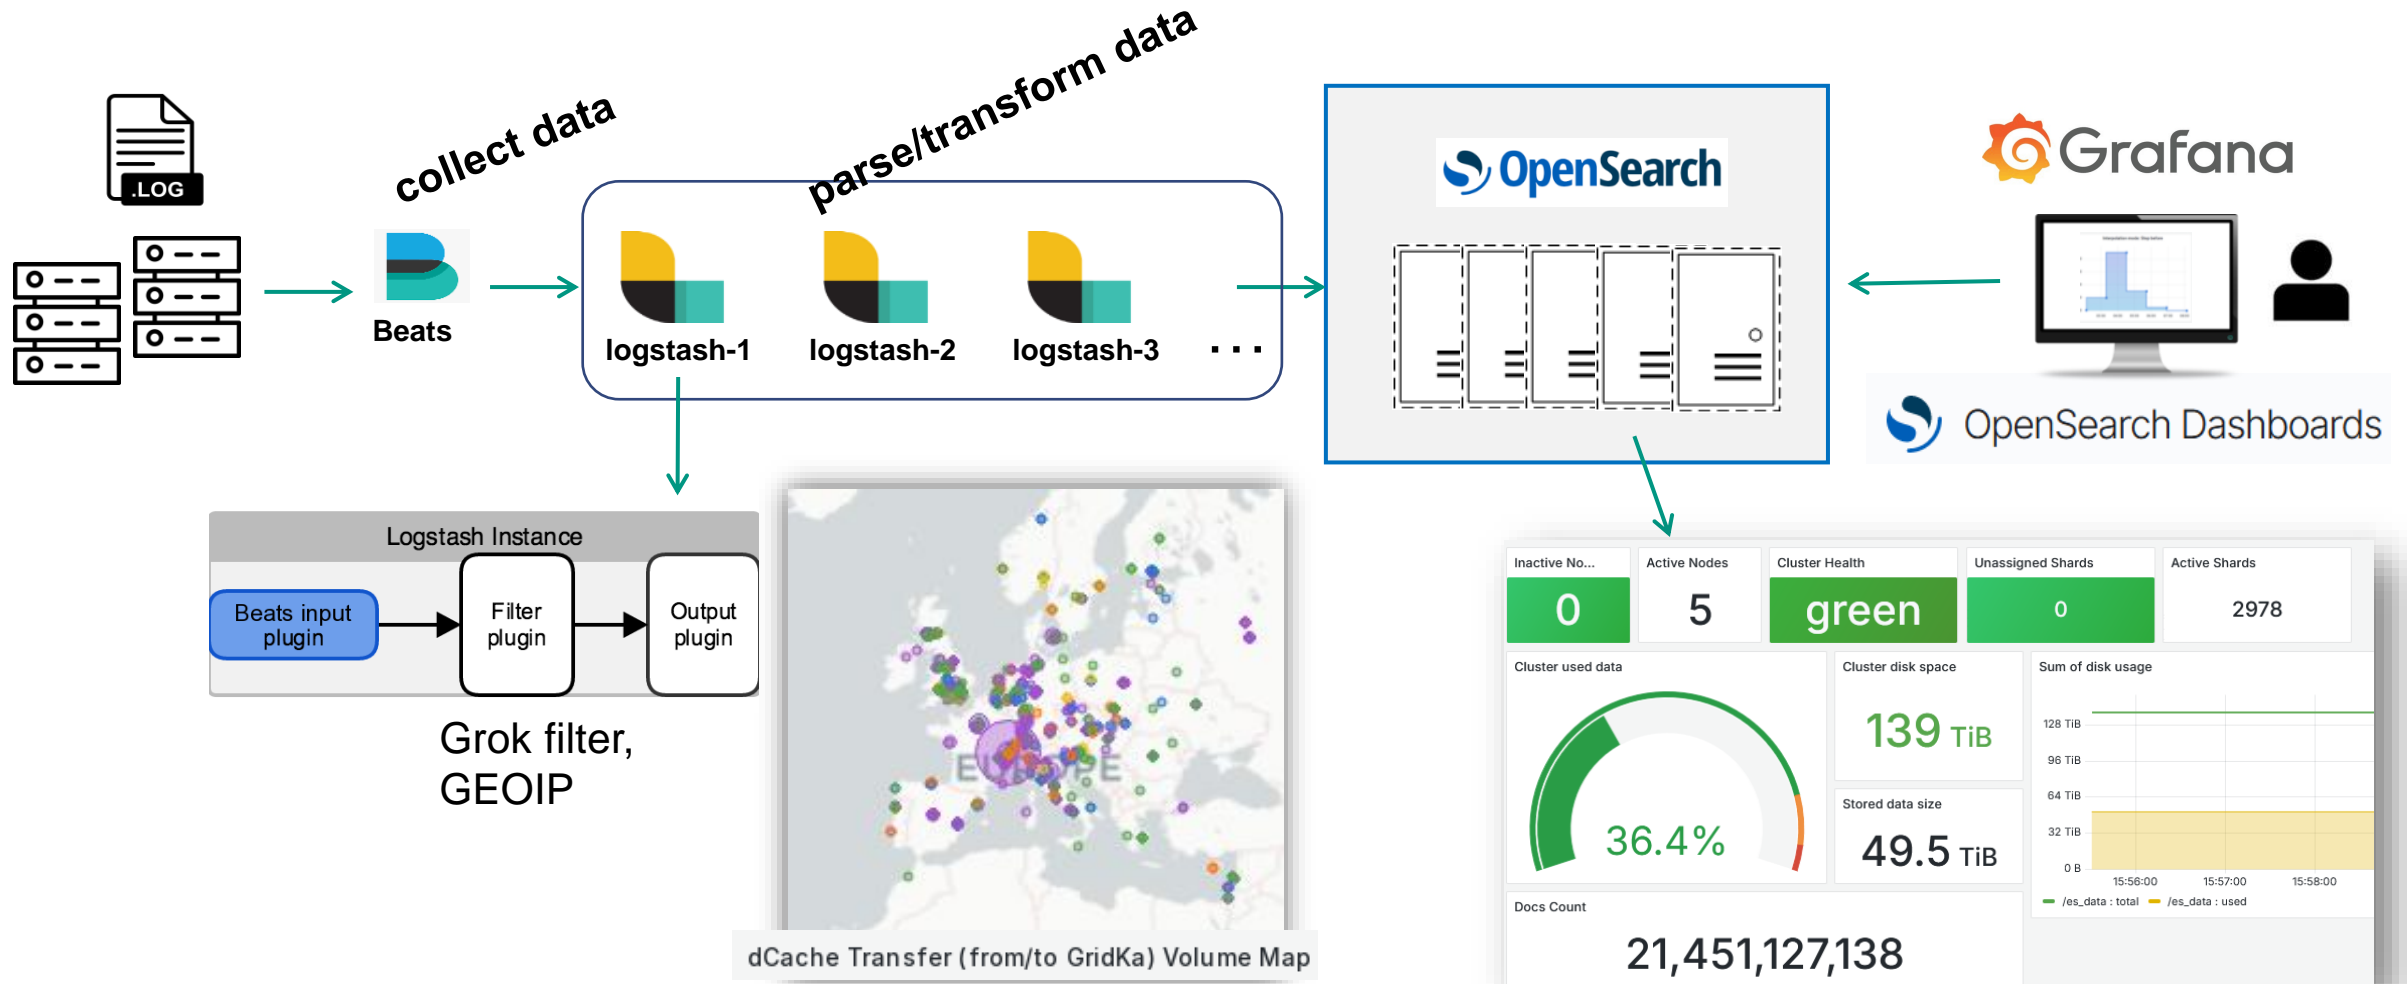 .LOG
collect data
Beats
parse/transform data
logstash-1
logstash-2
logstash-3
...
OpenSearch
Grafana
OpenSearch Dashboards
Logstash Instance
Beats input
plugin
Filter
plugin
Output
plugin
Grok filter,
GEOIP
EUROPE
dCache Transfer (from/to GridKa) Volume Map
Inactive No...
0
Active Nodes
5
Cluster Health
green
Unassigned Shards
0
Active Shards
2978
Cluster used data
36.4%
Cluster disk space
139 TiB
Stored data size
49.5 TiB
Sum of disk usage
128 TiB
96 TiB
64 TiB
32 TiB
0 B
15:56:00
15:57:00
15:58:00
/es_data : total
/es_data : used
Docs Count
21,451,127,138